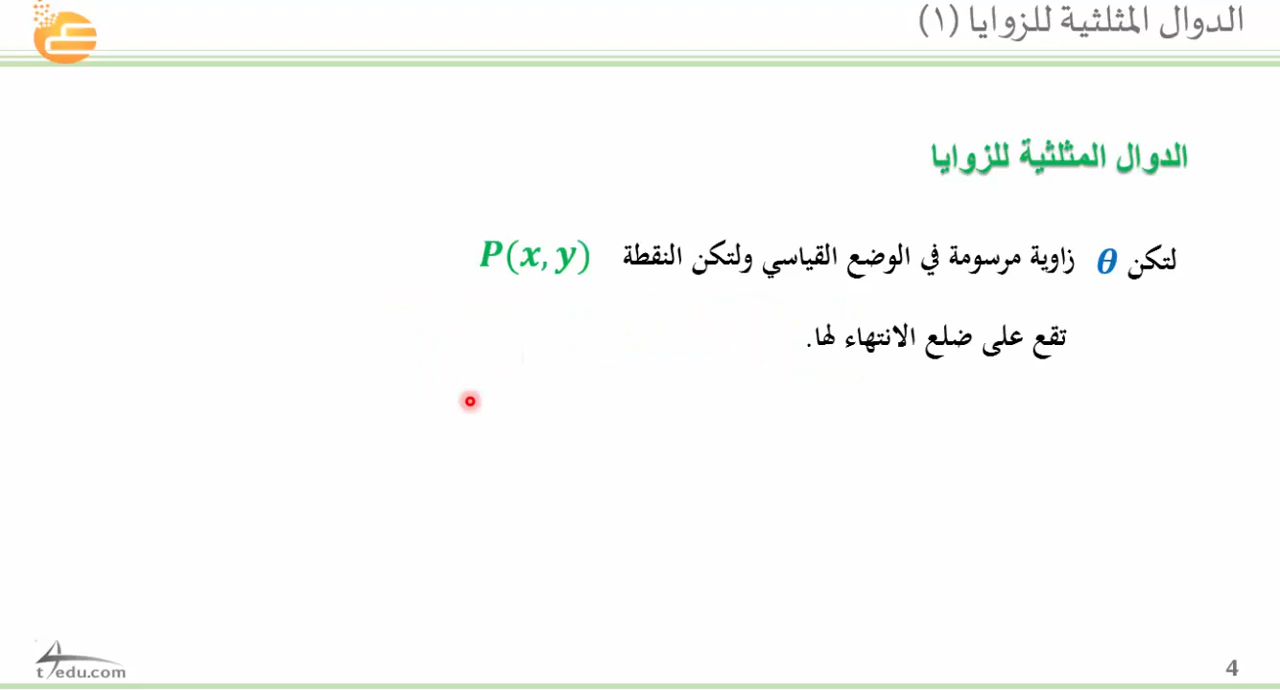 الدوال المثلثية للزوايا (١)
الدوال المثلثية للزوايا
لتكن θ زاوية مرسومة في الوضع القياسي ولتكن النقطة P(x, y)
تقع على ضلع الانتهاء لها.
t4edu.com
4